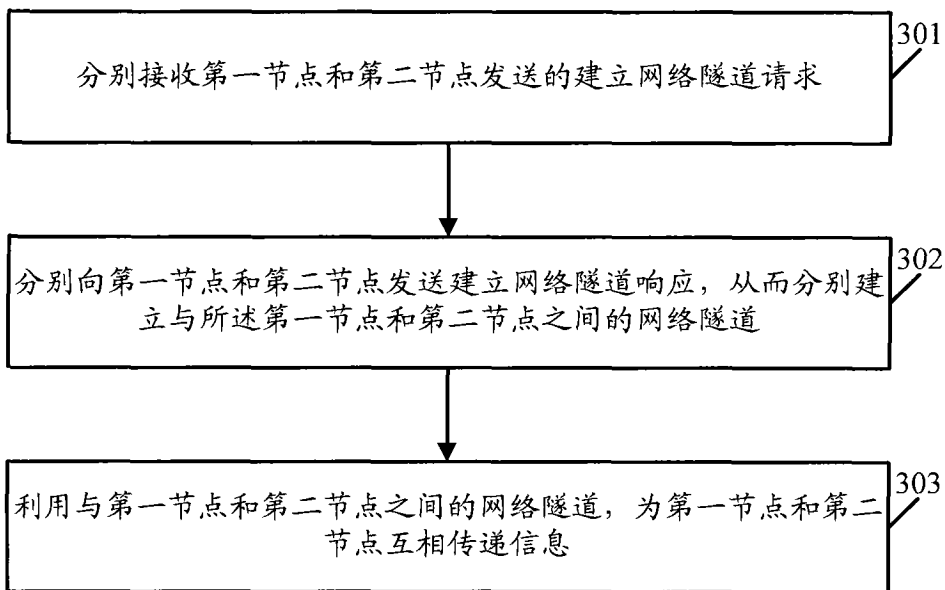 301
分别接收第一节点和第二节点发送的建立网络隧道请求
302
分别向第一节点和第二节点发送建立网络隧道响应，从而分别建
立与所述第一节点和第二节点之间的网络隧道
303
利用与第一节点和第二节点之间的网络隧道，为第一节点和第二
节点互相传递信息